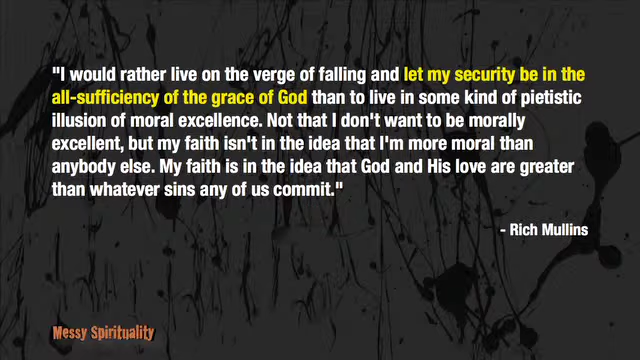 "I would rather live on the verge of falling and let my security be in the
all-sufficiency of the grace of God than to live in some kind of pietistic
illusion of moral excellence. Not that I don't want to be morally
excellent, but my faith isn't in the idea that I'm more moral than
anybody else. My faith is in the idea that God and His love are greater
than whatever sins any of us commit."
- Rich Mullins
Messy Spirituality